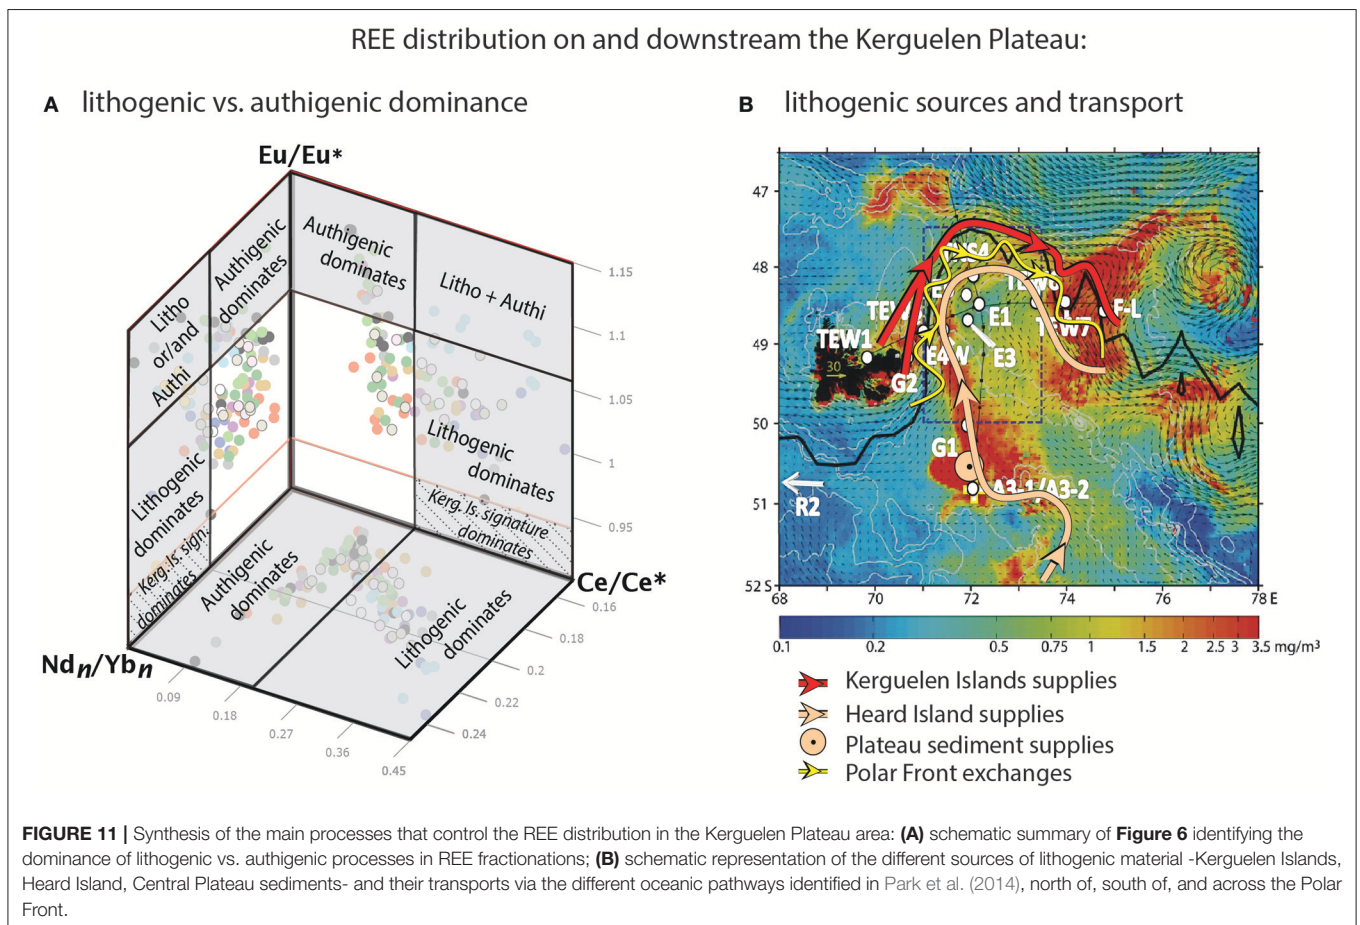 REE distribution on and downstream the Kerguelen Plateau:
A lithogenic vs. authigenic dominance
Eu/Eu*
Authigenic
dominates
Litho + Authi
Authigenic
dominates
Litho
or/and
Authi
Lithogenic
dominates
Kerg. Is. sign.
dominates
Lithogenic
dominates
Kerg. Is. signature
dominates
Authigenic
dominates
Lithogenic
dominates
Ce/Ce*
Ndn/Ybn
1.15
1.1
1.05
1
0.95
0.16
0.18
0.2
0.22
0.24
0.09
0.18
0.27
0.36
0.45
B lithogenic sources and transport
47
48
49
50
51
52 S
68
70
72
74
76
78 E
TEW1
30
G2
E4W
E1
E3
F-L
TEW7
G1
A3-1/A3-2
R2
0.1
0.2
0.5
0.75
1
1.5
2
2.5
3
3.5 mg/m³
Kerguelen Islands supplies
Heard Island supplies
Plateau sediment supplies
Polar Front exchanges
FIGURE 11 | Synthesis of the main processes that control the REE distribution in the Kerguelen Plateau area: (A) schematic summary of Figure 6 identifying the
dominance of lithogenic vs. authigenic processes in REE fractionations; (B) schematic representation of the different sources of lithogenic material -Kerguelen Islands,
Heard Island, Central Plateau sediments- and their transports via the different oceanic pathways identified in Park et al. (2014), north of, south of, and across the Polar
Front.